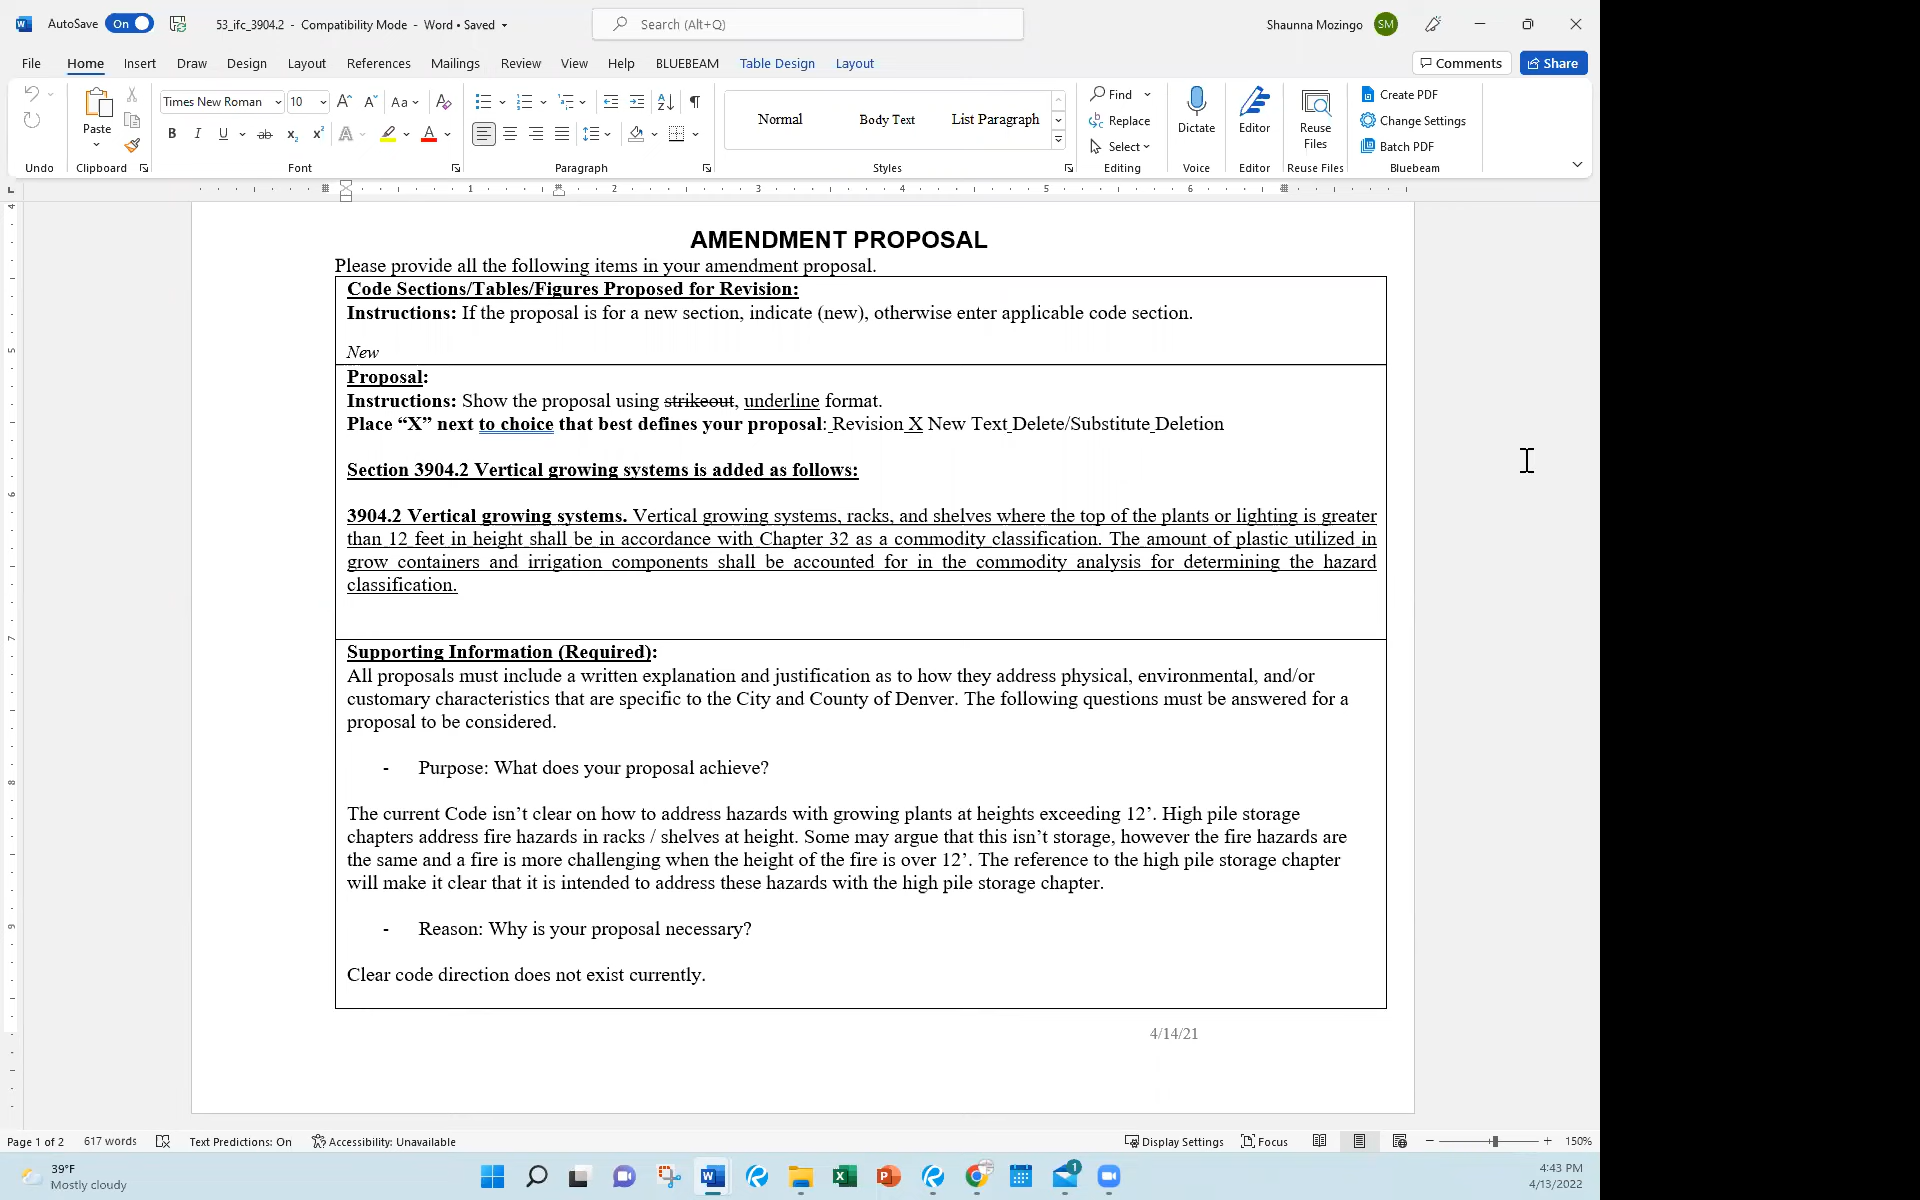 AutoSave On 53_ifc_3904.2 - Compatibility Mode - Word • Saved Search (Alt+Q) Shaunna Mozingo SM
File Home Insert Draw Design Layout References Mailings Review View Help BLUEBEAM Table Design Layout Comments Share
Times New Roman 10 Aa
Paste
Normal Body Text List Paragraph
Find
Replace
Select
Dictate
Editor
Reuse Files
Create PDF
Change Settings
Batch PDF
Undo Clipboard Font Paragraph Styles Editing Voice Editor Reuse Files Bluebeam
1 2 3 4 5 6
AMENDMENT PROPOSAL
Please provide all the following items in your amendment proposal.
Code Sections/Tables/Figures Proposed for Revision:
Instructions: If the proposal is for a new section, indicate (new), otherwise enter applicable code section.
New
Proposal:
Instructions: Show the proposal using strikeout, underline format.
Place “X” next to choice that best defines your proposal: Revision X New Text Delete/Substitute Deletion
Section 3904.2 Vertical growing systems is added as follows:
3904.2 Vertical growing systems. Vertical growing systems, racks, and shelves where the top of the plants or lighting is greater
than 12 feet in height shall be in accordance with Chapter 32 as a commodity classification. The amount of plastic utilized in
grow containers and irrigation components shall be accounted for in the commodity analysis for determining the hazard
classification.
Supporting Information (Required):
All proposals must include a written explanation and justification as to how they address physical, environmental, and/or
customary characteristics that are specific to the City and County of Denver. The following questions must be answered for a
proposal to be considered.
- Purpose: What does your proposal achieve?
The current Code isn’t clear on how to address hazards with growing plants at heights exceeding 12’. High pile storage
chapters address fire hazards in racks / shelves at height. Some may argue that this isn’t storage, however the fire hazards are
the same and a fire is more challenging when the height of the fire is over 12’. The reference to the high pile storage chapter
will make it clear that it is intended to address these hazards with the high pile storage chapter.
- Reason: Why is your proposal necessary?
Clear code direction does not exist currently.
4/14/21
Page 1 of 2 617 words Text Predictions: On Accessibility: Unavailable Display Settings Focus 150%
39°F
Mostly cloudy
1
4:43 PM
4/13/2022